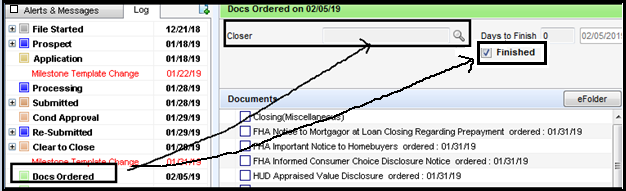 Alerts & Messages Log
File Started 12/21/18
Prospect 01/18/19
Application 01/18/19
Milestone Template Change 01/22/19
Processing 01/28/19
Submitted 01/28/19
Cond Approval 01/29/19
Re-Submitted 01/30/19
Clear to Close 01/31/19
Milestone Template Change 01/31/19
Docs Ordered 02/05/19
Docs Ordered on 02/05/19
Closer
Days to Finish 0 02/05/201
Finished
Documents eFolder
Closing(Miscellaneous)
FHA Notice to Mortgagor at Loan Closing Regarding Prepayment ordered : 01/31/19
FHA Important Notice to Homebuyers ordered : 01/31/19
FHA Informed Consumer Choice Disclosure Notice ordered : 01/31/19
HUD Appraised Value Disclosure ordered : 01/31/19